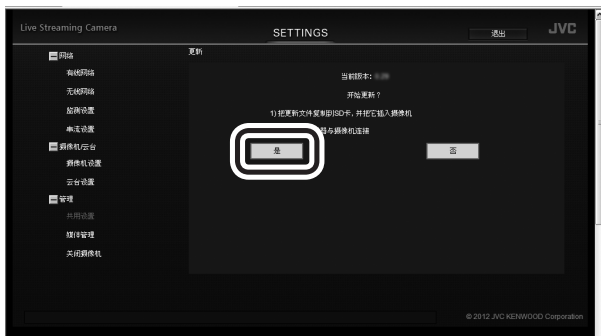 Live Streaming Camera
SETTINGS
退出
JVC
网络
有线网络
无线网络
监测设置
串流设置
摄像机/云台
摄像机设置
云台设置
管理
共用设置
媒体管理
关闭摄像机
更新
当前版本:
开始更新?
1) 把更新文件复制到SD卡, 并把它插入摄像机
器与摄像机连接
是
否
© 2012 JVC KENWOOD Corporation